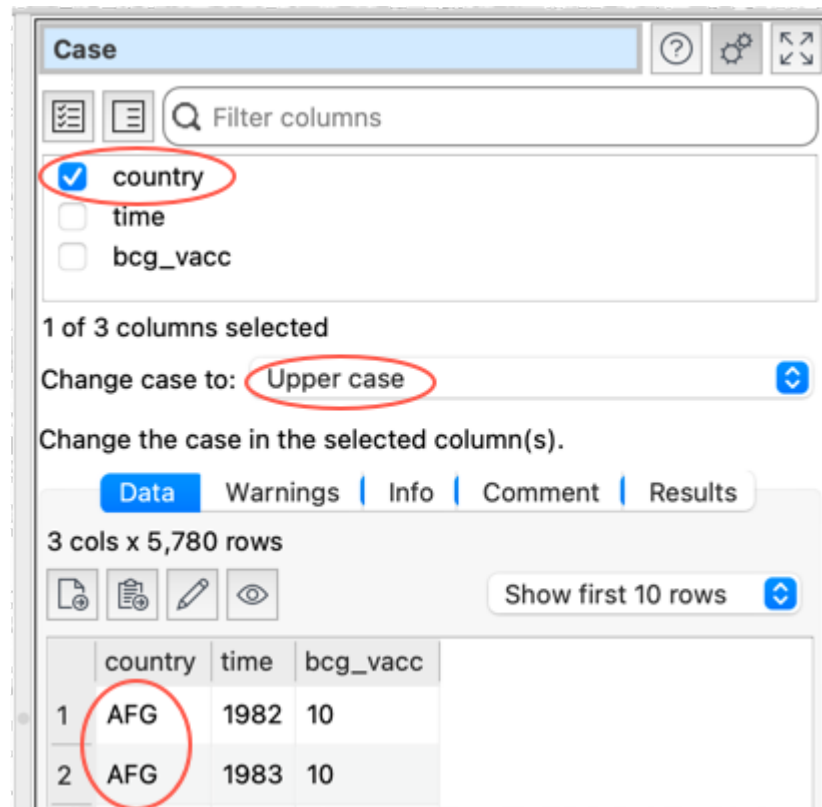 Case
Filter columns
country
time
bcg_vacc
1 of 3 columns selected
Change case to: Upper case
Change the case in the selected column(s).
Data Warnings Info Comment Results
3 cols x 5,780 rows
Show first 10 rows
country time bcg_vacc
1 AFG 1982 10
2 AFG 1983 10